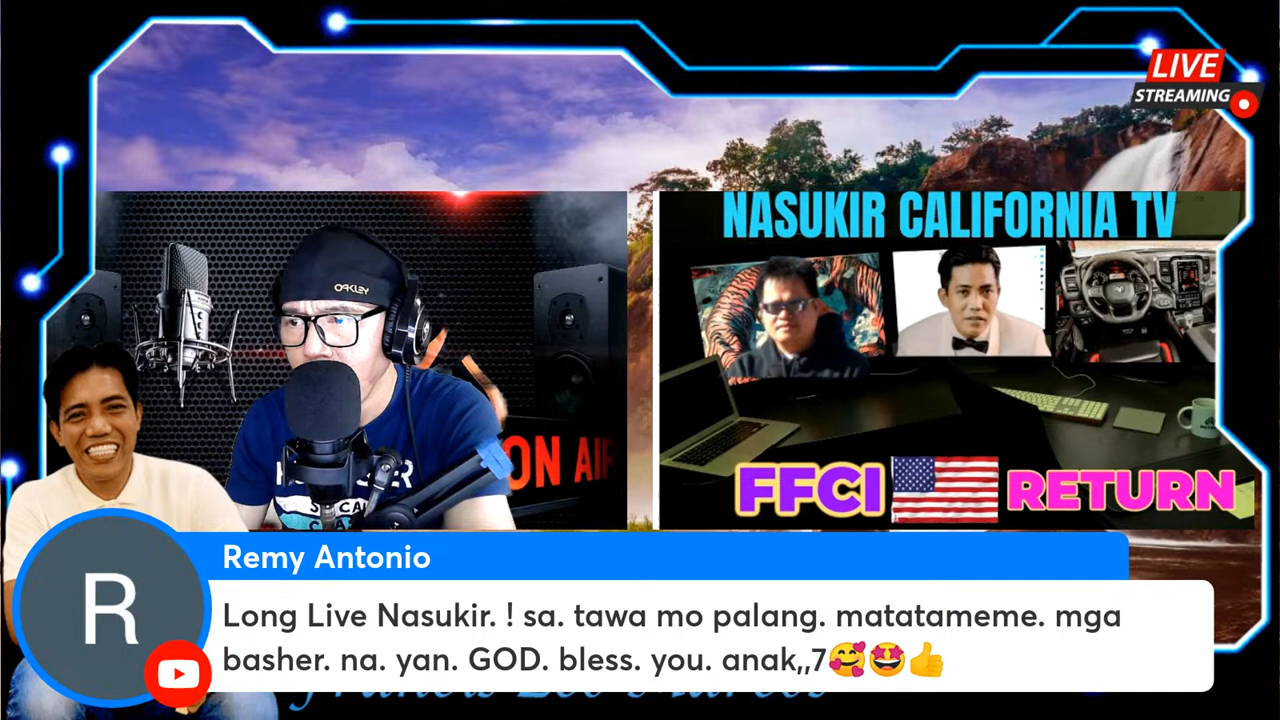 LIVE
STREAMING
NASUKIR CALIFORNIA TV
OAKLEY
ON AIR
FFCI RETURN
Remy Antonio
R
Long Live Nasukir. ! sa. tawa mo palang. matatameme. mga
basher. na. yan. GOD. bless. you. anak,,7🥰🤩👍